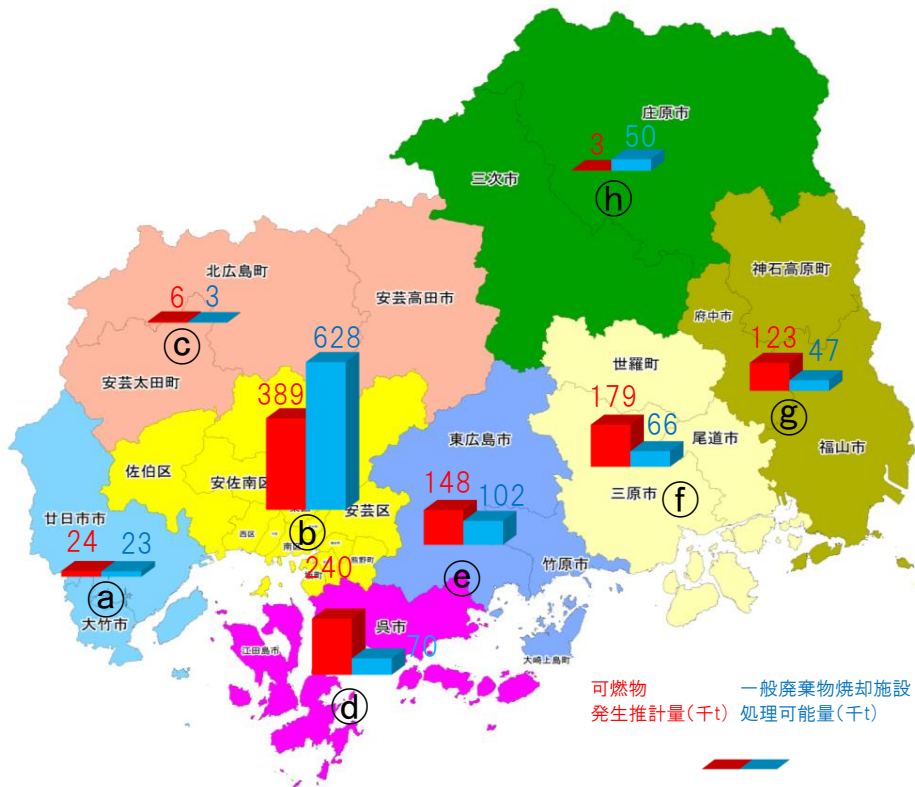 庄原市
3
50
三次市
ⓗ
神石高原町
北広島町
安芸高田市
府中市
6
3
ⓒ
628
123
47
世羅町
安芸太田町
389
179
66
ⓖ
尾道市
東広島市
福山市
佐伯区
安佐南区
148
102
三原市
ⓕ
安芸区
廿日市市
ⓑ
西区
南区
熊野町
24
23
240
ⓔ
竹原市
ⓐ
大竹市
呉市
70
江田島市
大崎上島町
ⓓ
可燃物
発生推計量(千t)
一般廃棄物焼却施設
処理可能量(千t)